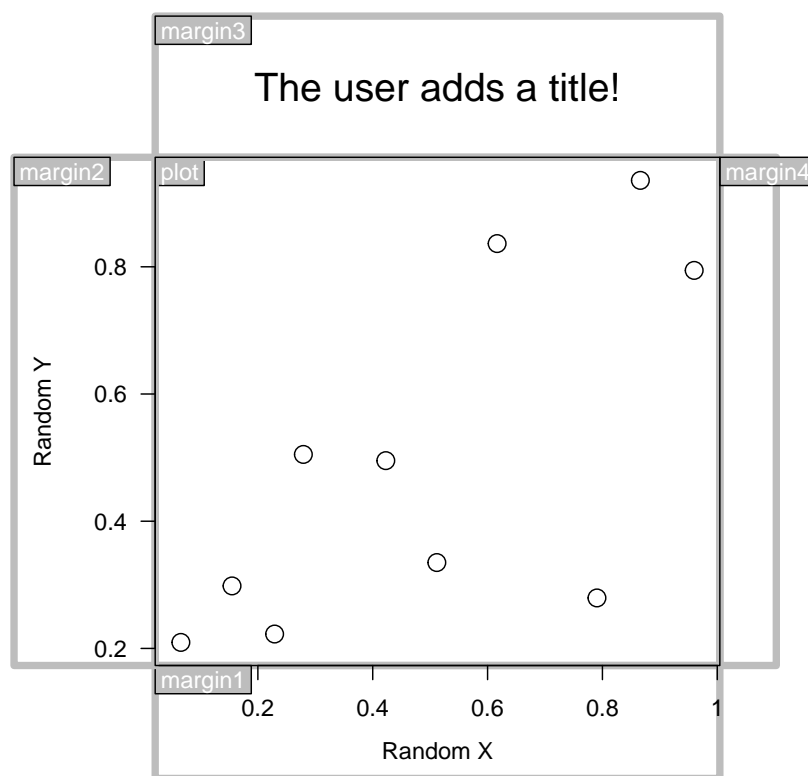 margin3
The user adds a title!
margin2
plot
margin4
0.8
0.6
0.4
0.2
Random Y
margin1
0.2 0.4 0.6 0.8 1
Random X